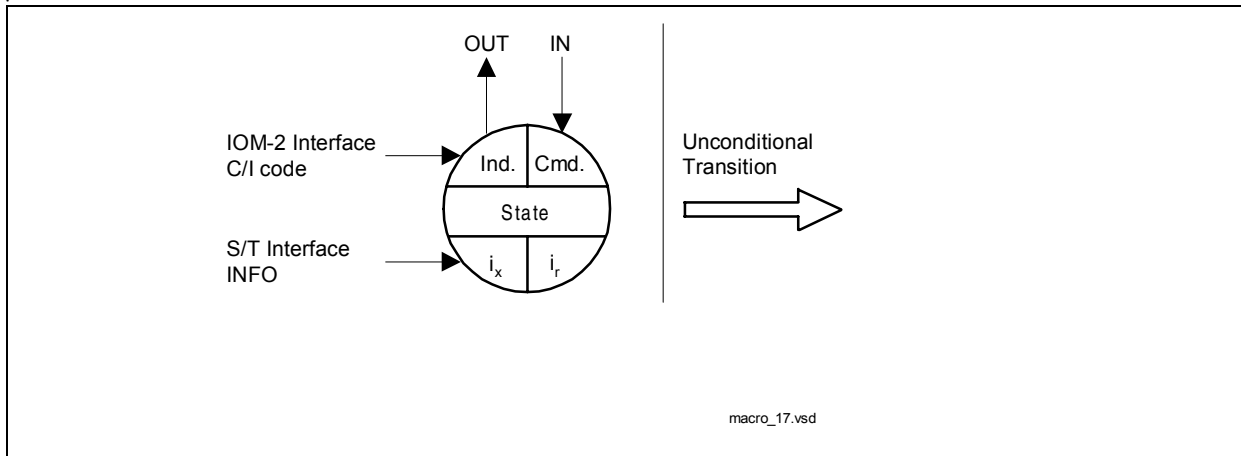 OUT IN
IOM-2 Interface
C/I code
Ind. Cmd.
State
S/T Interface
INFO
ix ir
Unconditional
Transition
macro_17.vsd